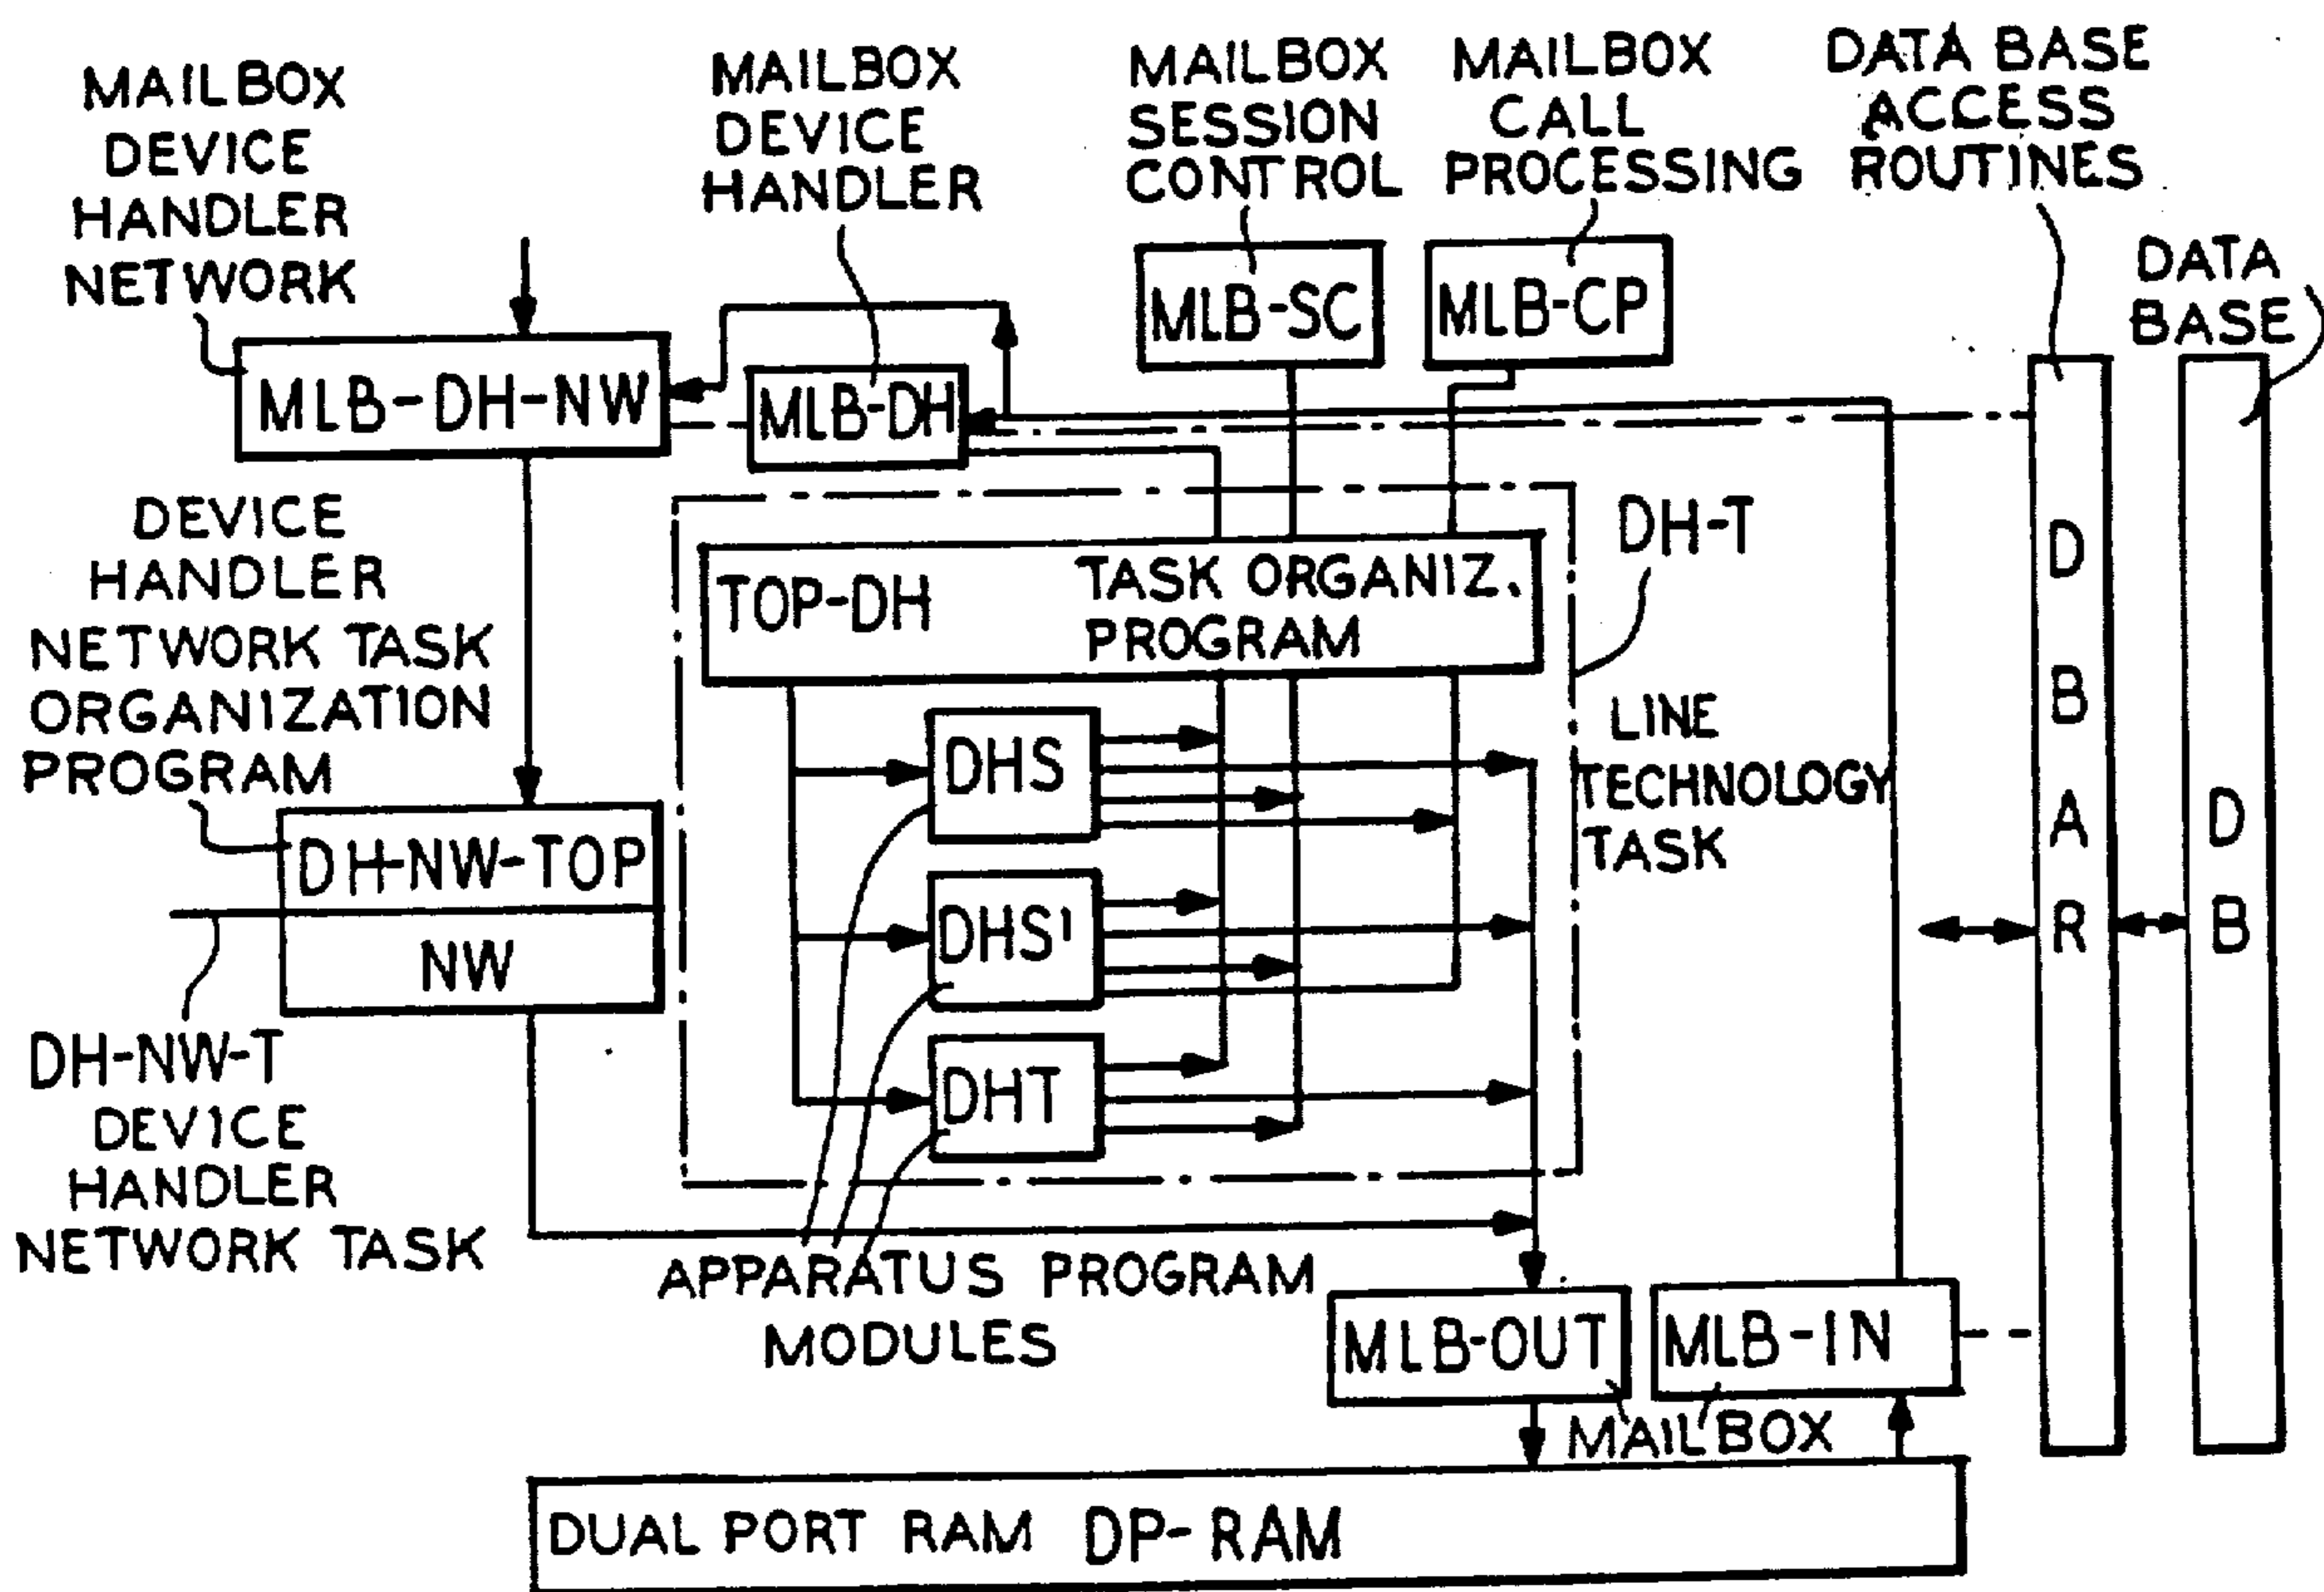 MAILBOX
DEVICE
HANDLER
NETWORK
MAILBOX
DEVICE
HANDLER
MAILBOX
SESSION
CONTROL
MAILBOX
CALL
PROCESSING
DATA BASE
ACCESS
ROUTINES
DATA
BASE
MLB-DH-NW
MLB-DH
MLB-SC
MLB-CP
DEVICE
HANDLER
NETWORK TASK
ORGANIZATION
PROGRAM
DH-NW-TOP
NW
DH-NW-T
DEVICE
HANDLER
NETWORK TASK
TOP-DH
TASK ORGANIZ.
PROGRAM
DH-T
LINE
TECHNOLOGY
TASK
DHS
DHS'
DHT
APPARATUS PROGRAM
MODULES
D
B
A
R
D
B
MLB-OUT
MLB-IN
MAILBOX
DUAL PORT RAM DP-RAM